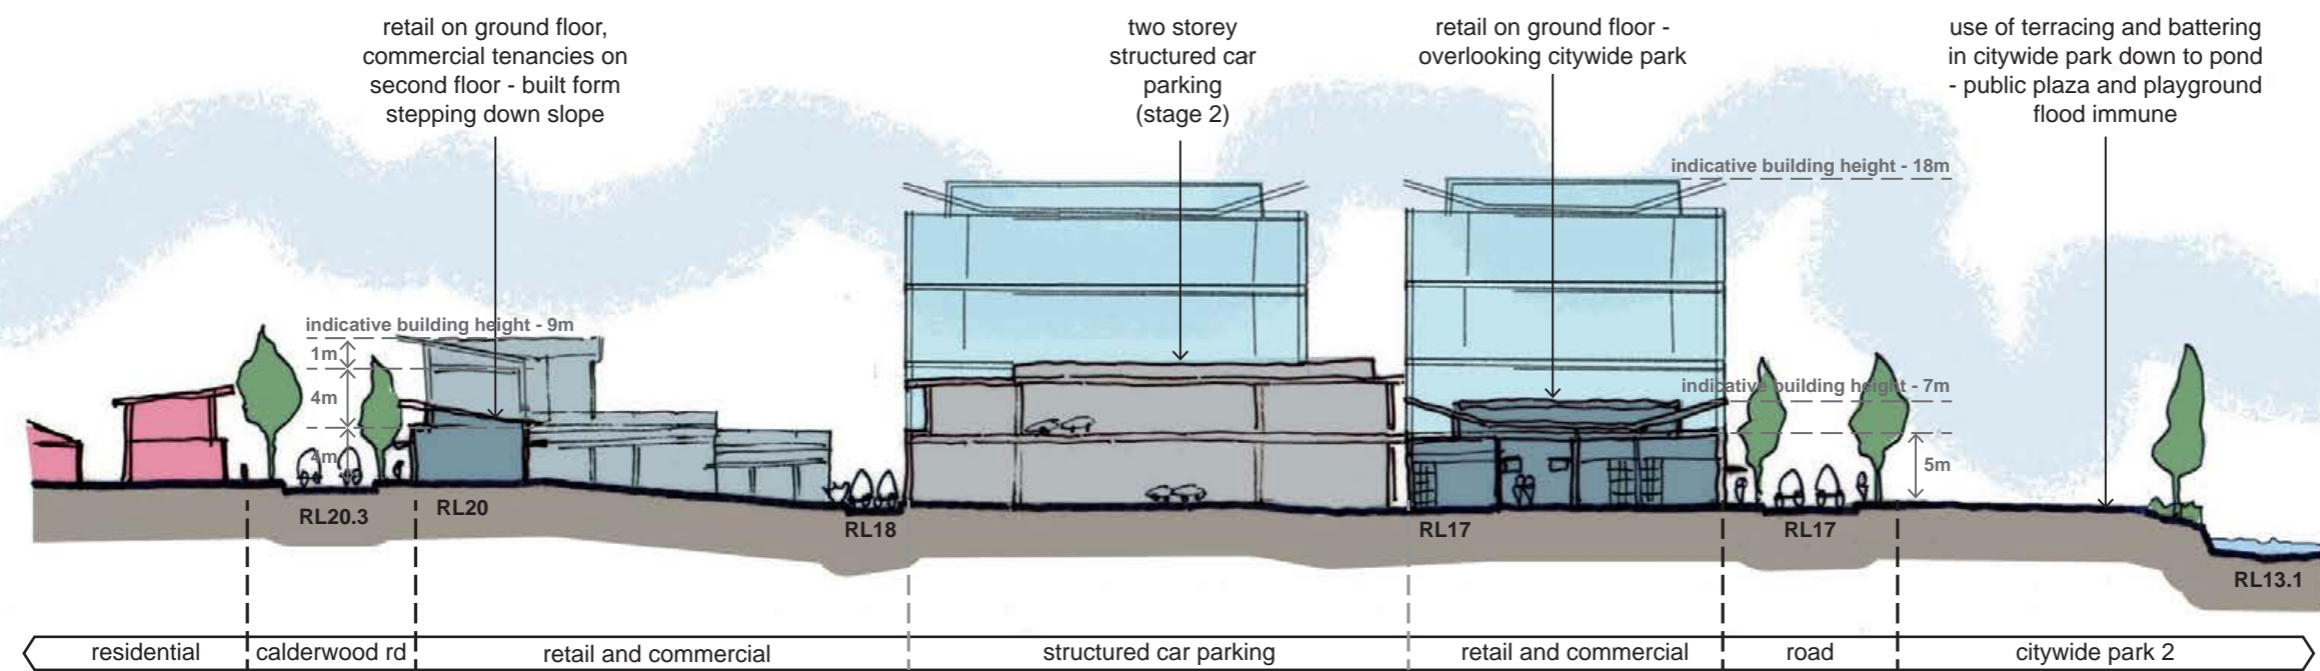 retail on ground floor,
commercial tenancies on
second floor - built form
stepping down slope
two storey
structured car
parking
(stage 2)
retail on ground floor -
overlooking citywide park
use of terracing and battering
in citywide park down to pond
- public plaza and playground
flood immune
indicative building height - 18m
indicative building height - 9m
1m
4m
4m
indicative building height - 7m
5m
RL20.3
RL20
RL18
RL17
RL17
RL13.1
residential
calderwood rd
retail and commercial
structured car parking
retail and commercial
road
citywide park 2